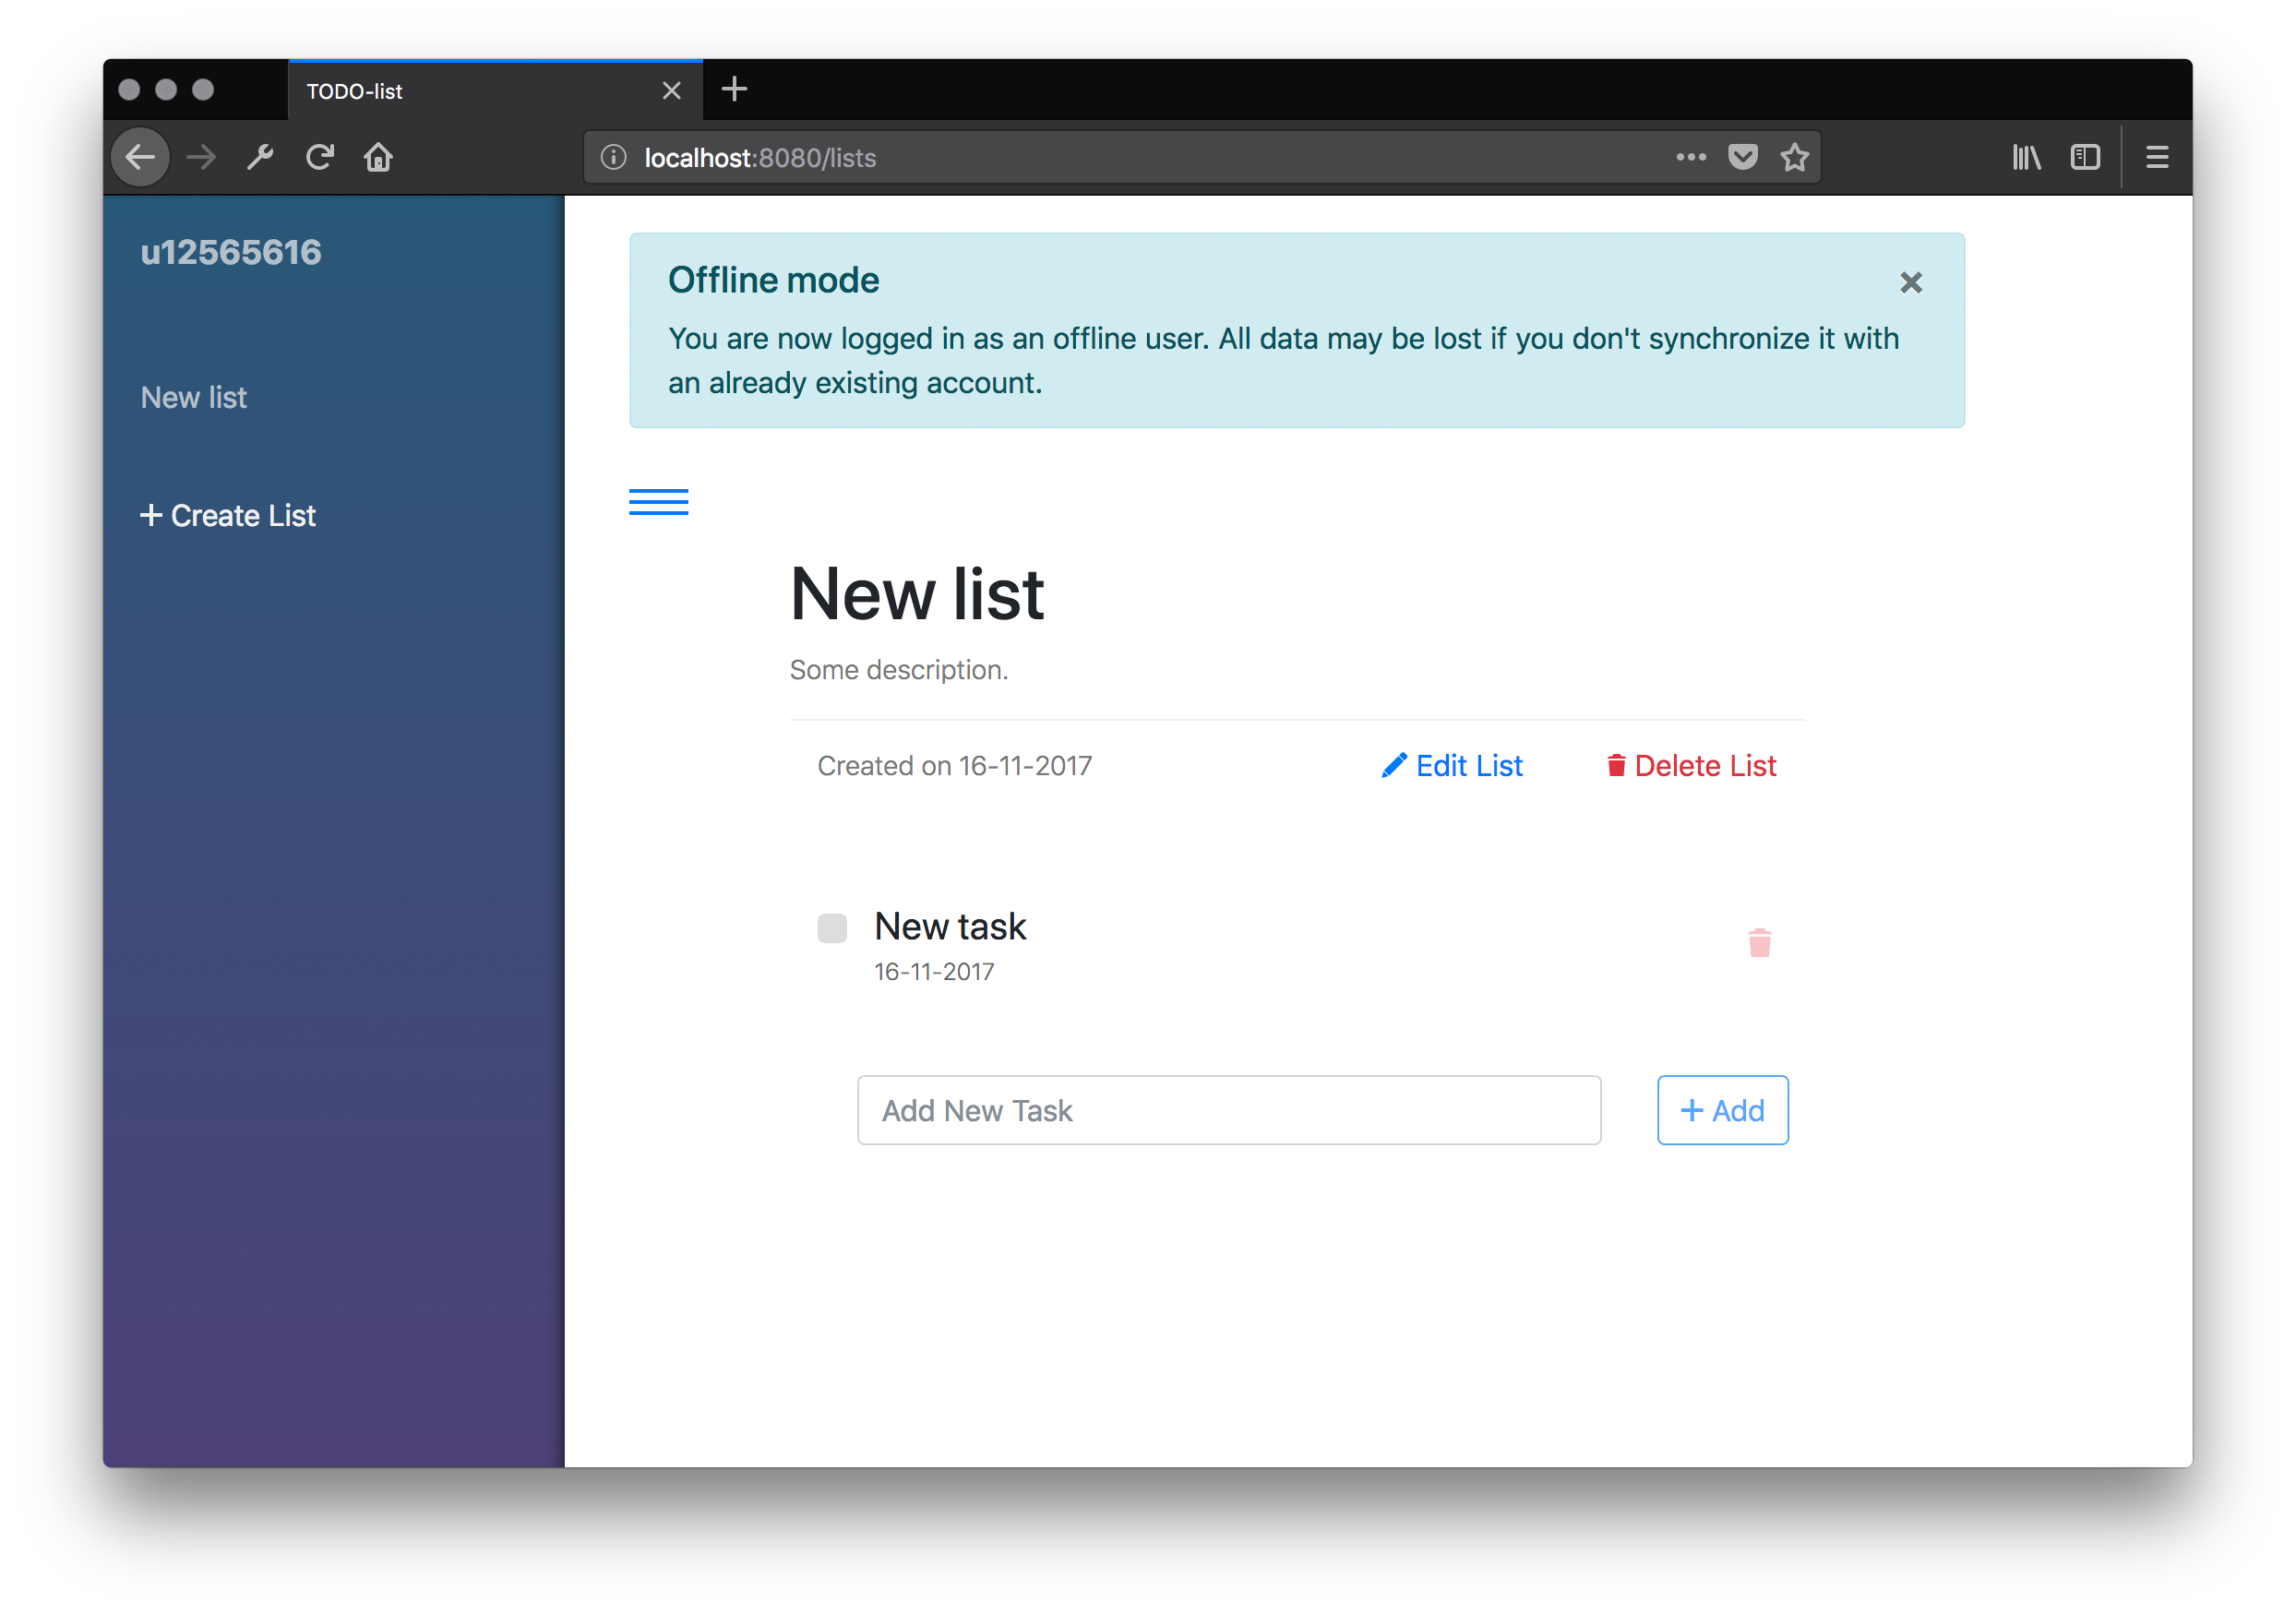 TODO-list
localhost:8080/lists
u12565616
New list
+ Create List
Offline mode
You are now logged in as an offline user. All data may be lost if you don't synchronize it with
an already existing account.
New list
Some description.
Created on 16-11-2017
Edit List
Delete List
New task
16-11-2017
Add New Task
+ Add